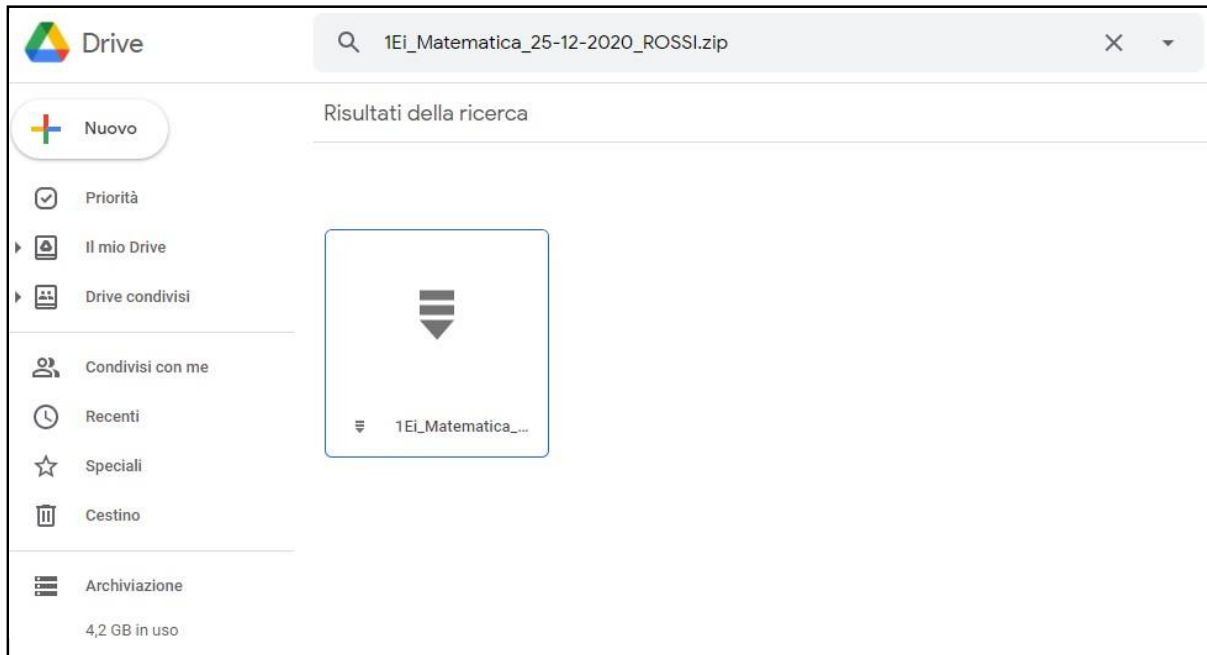 Drive
1Ei_Matematica_25-12-2020_ROSSI.zip
Nuovo
Risultati della ricerca
Priorità
Il mio Drive
Drive condivisi
Condivisi con me
Recenti
Speciali
Cestino
Archiviazione
4,2 GB in uso
1Ei_Matematica_...